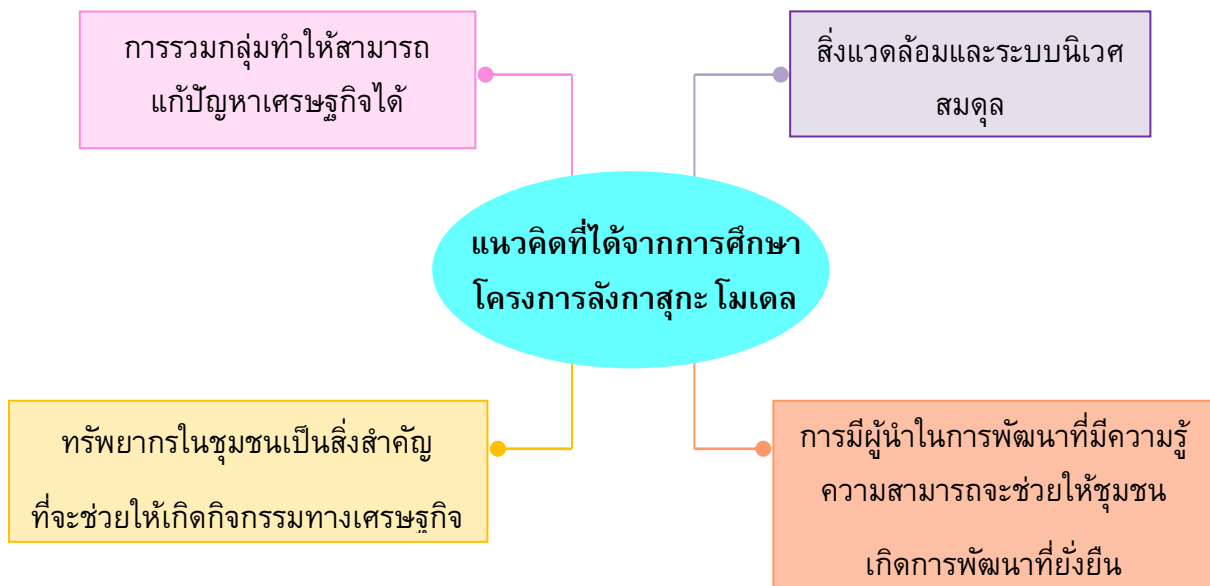 การรวมกลุ่มทำให้สามารถ
แก้ปัญหาเศรษฐกิจได้
สิ่งแวดล้อมและระบบนิเวศ
สมดุล
แนวคิดที่ได้จากการศึกษา
โครงการลังกาสุกะ โมเดล
ทรัพยากรในชุมชนเป็นสิ่งสำคัญ
ที่จะช่วยให้เกิดกิจกรรมทางเศรษฐกิจ
การมีผู้นำในการพัฒนาที่มีความรู้
ความสามารถจะช่วยให้ชุมชน
เกิดการพัฒนาที่ยั่งยืน